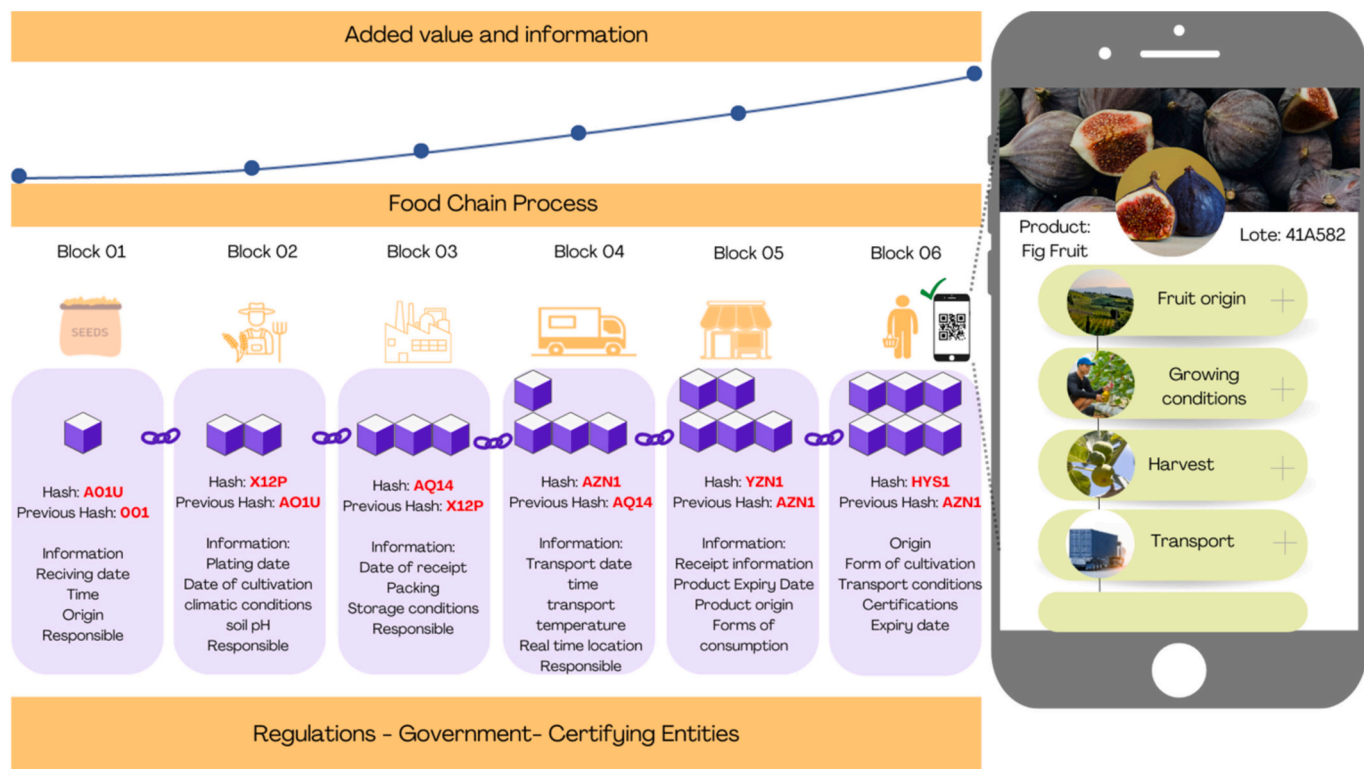 Added value and information
Food Chain Process
Block 01
Block 02
Block 03
Block 04
Block 05
Block 06
SEEDS
Hash: A01U
Previous Hash: 001
Information
Reciving date
Time
Origin
Responsible
Hash: X12P
Previous Hash: AO1U
Information:
Plating date
Date of cultivation
climatic conditions
soil pH
Responsible
Hash: AQ14
Previous Hash: X12P
Information:
Date of receipt
Packing
Storage conditions
Responsible
Hash: AZN1
Previous Hash: AQ14
Information:
Transport date
time
transport
temperature
Real time location
Responsible
Hash: YZN1
Previous Hash: AZN1
Information:
Receipt information
Product Expiry Date
Product origin
Forms of
consumption
Hash: HYS1
Previous Hash: AZN1
Origin
Form of cultivation
Transport conditions
Certifications
Expiry date
Regulations - Government- Certifying Entities
Product:
Fig Fruit
Lote: 41A582
Fruit origin
Growing
conditions
Harvest
Transport